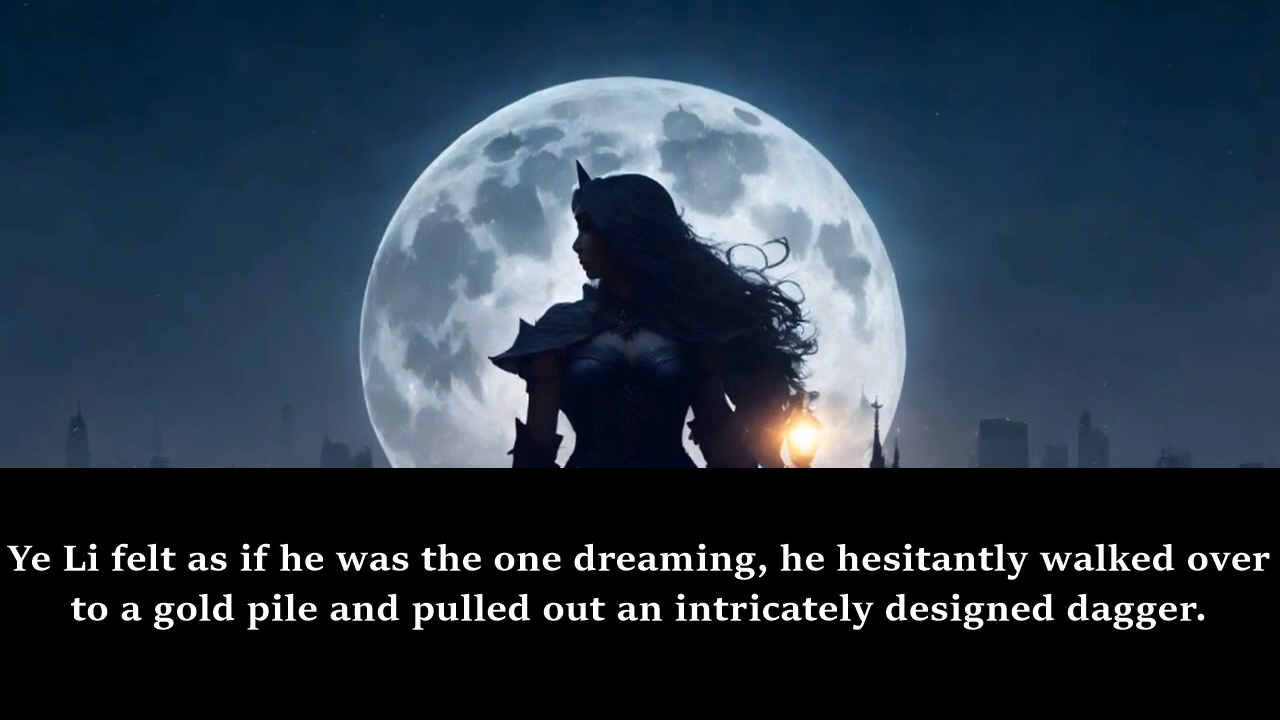 Ye Li felt as if he was the one dreaming, he hesitantly walked over
to a gold pile and pulled out an intricately designed dagger.